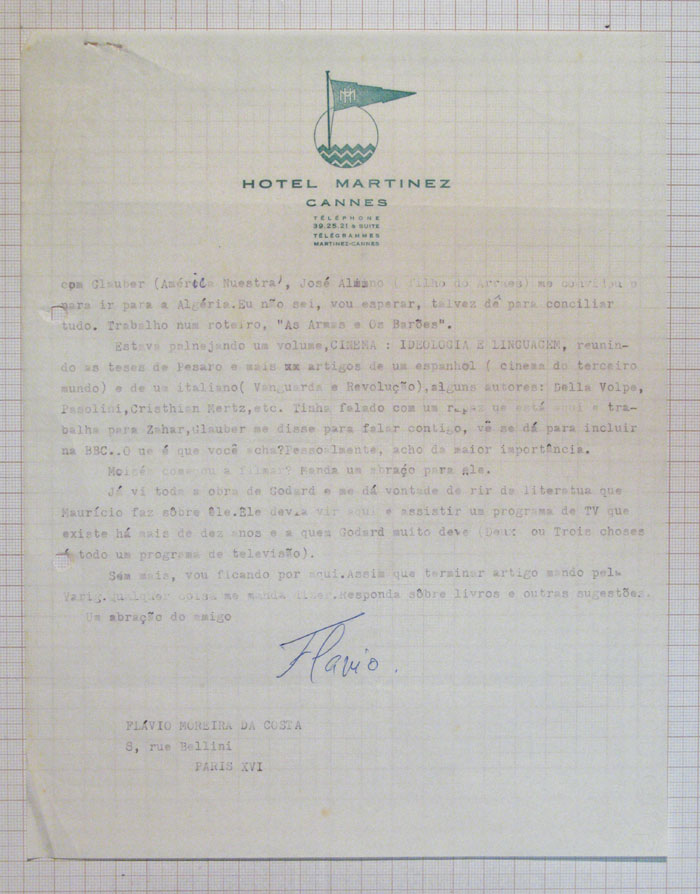 HM
HOTEL MARTINEZ
CANNES
TÉLÉPHONE
39.25.21 & SUITE
TÉLÉGRAMMES
MARTINEZ-CANNES
com Glauber (América Nuestra), José Almino ( filho do Arraes) me convidou
para ir para a Algéria.Eu não sei, vou esperar, talvez dê para conciliar
tudo. Trabalho num roteiro, "As Armas e Os Barões".
Estava palnejando um volume,CINEMA : IDEOLOGIA E LINGUAGEM, reunin-
do as teses de Pesaro e mais xx artigos de um espanhol ( cinema do terceiro
mundo) e de um italiano( Vanguarda e Revolução),alguns autores: Della Volpe,
Pasolini,Cristhian Mertz,etc. Tinha falado com um rapaz que está aqui e tra-
balha para Zahar,Glauber me disse para falar contigo, vê se dá para incluir
na BBC..O ue é que você acha?Pessoalmente, acho da maior importância.
Moisés começou a filmar? Manda um abraço para êle.
Já vi toda a obra de Godard e me dá vontade de rir da literatua que
Maurício faz sôbre êle.Ele devia vir aqui e assistir um programa de TV que
existe há mais de dez anos e a quem Godard muito deve (Deux ou Trois choses
é todo um programa de televisão).
Sem mais, vou ficando por aqui.Assim que terminar artigo mando pela
Varig.Qualquer coisa me manda dizer.Responda sôbre livros e outras sugestões.
Um abração do amigo
Flavio.
FLÁVIO MOREIRA DA COSTA
8, rue Bellini
PARIS XVI